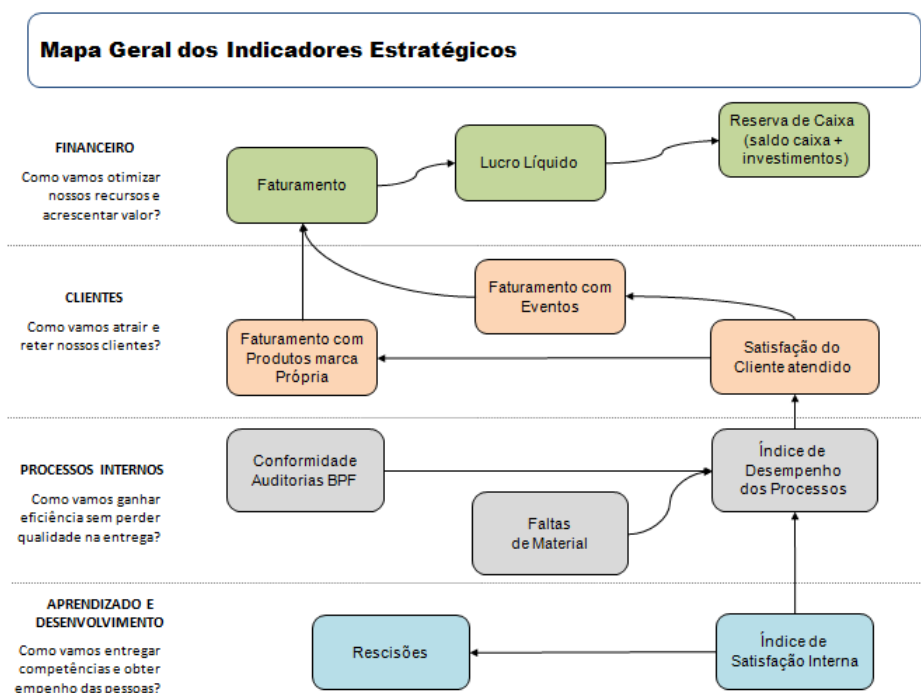 Mapa Geral dos Indicadores Estratégicos
FINANCEIRO
Como vamos otimizar
nossos recursos e
acrescentar valor?
Faturamento
Lucro Líquido
Reserva de Caixa
(saldo caixa +
investimentos)
CLIENTES
Como vamos atrair e
reter nossos clientes?
Faturamento com
Eventos
Faturamento com
Produtos marca
Própria
Satisfação do
Cliente atendido
PROCESSOS INTERNOS
Como vamos ganhar
eficiência sem perder
qualidade na entrega?
Conformidade
Auditorias BPF
Faltas
de Material
Índice de
Desempenho
dos Processos
APRENDIZADO E
DESENVOLVIMENTO
Como vamos entregar
competências e obter
empenho das pessoas?
Rescisões
Índice de
Satisfação Interna